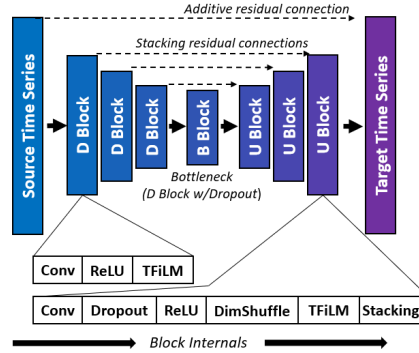 Additive residual connection
Stacking residual connections
Source Time Series
D Block
D Block
D Block
B Block
U Block
U Block
U Block
Target Time Series
Bottleneck
(D Block w/Dropout)
Conv ReLU TFiLM
Conv Dropout ReLU DimShuffle TFiLM Stacking
Block Internals